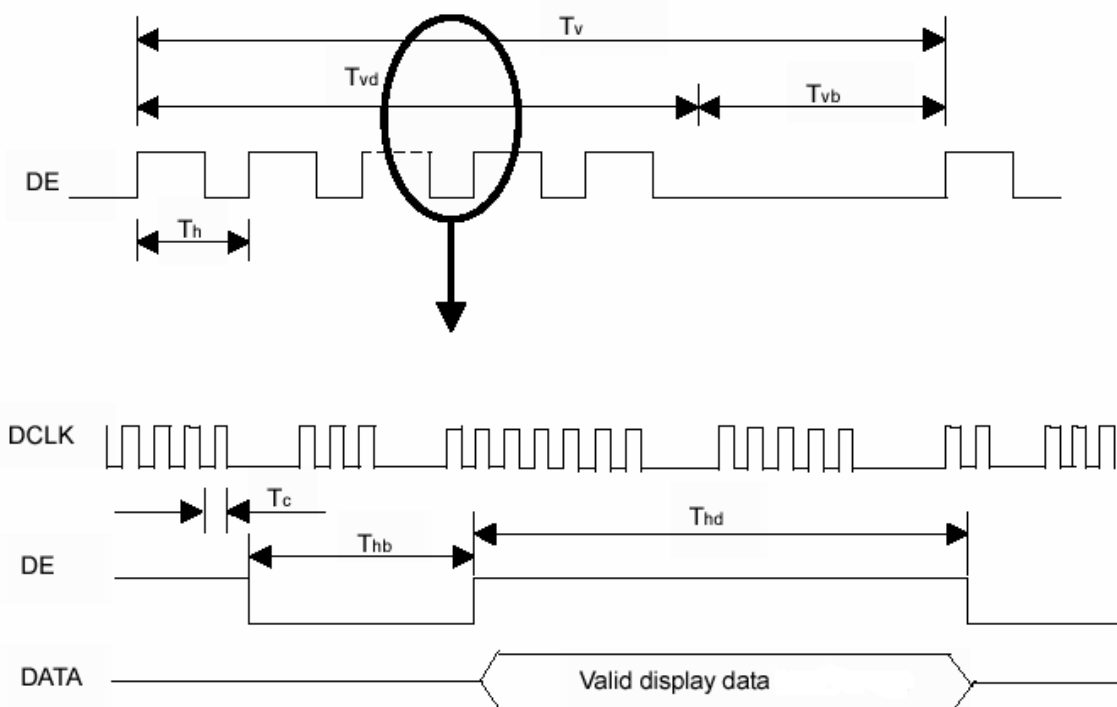 Tv
Tvd
Tvb
DE
Th
DCLK
Tc
Thd
Thb
DE
DATA
Valid display data